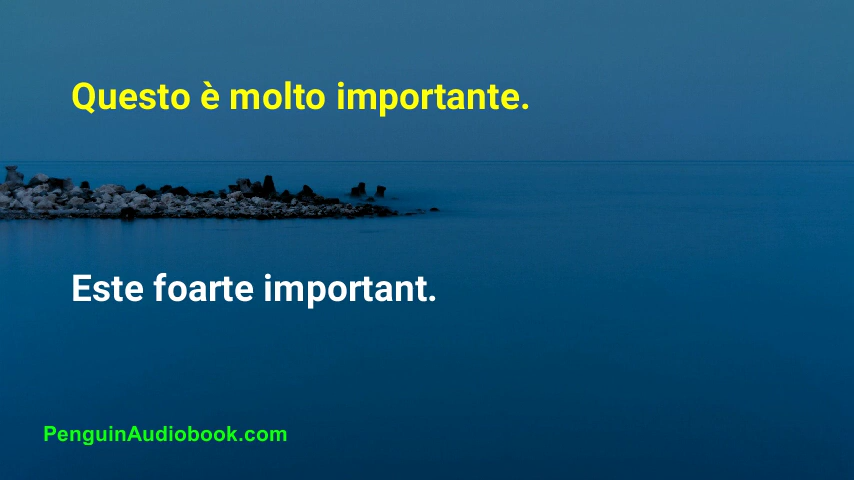 Questo è molto importante.
Este foarte important.
PenguinAudiobook.com